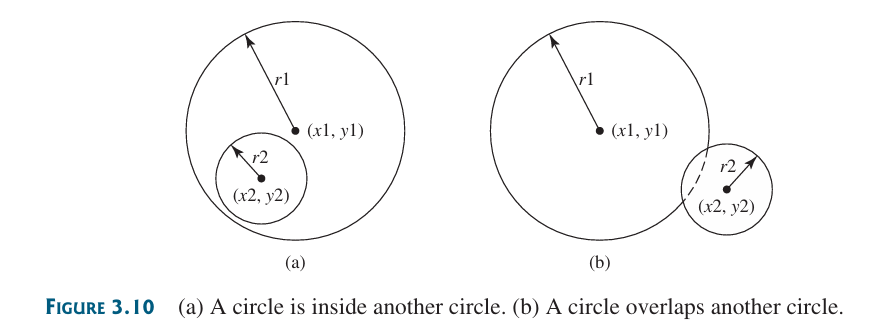 r1
(x1, y1)
r2
(x2, y2)
(a)
r1
(x1, y1)
r2
(x2, y2)
(b)
FIGURE 3.10 (a) A circle is inside another circle. (b) A circle overlaps another circle.